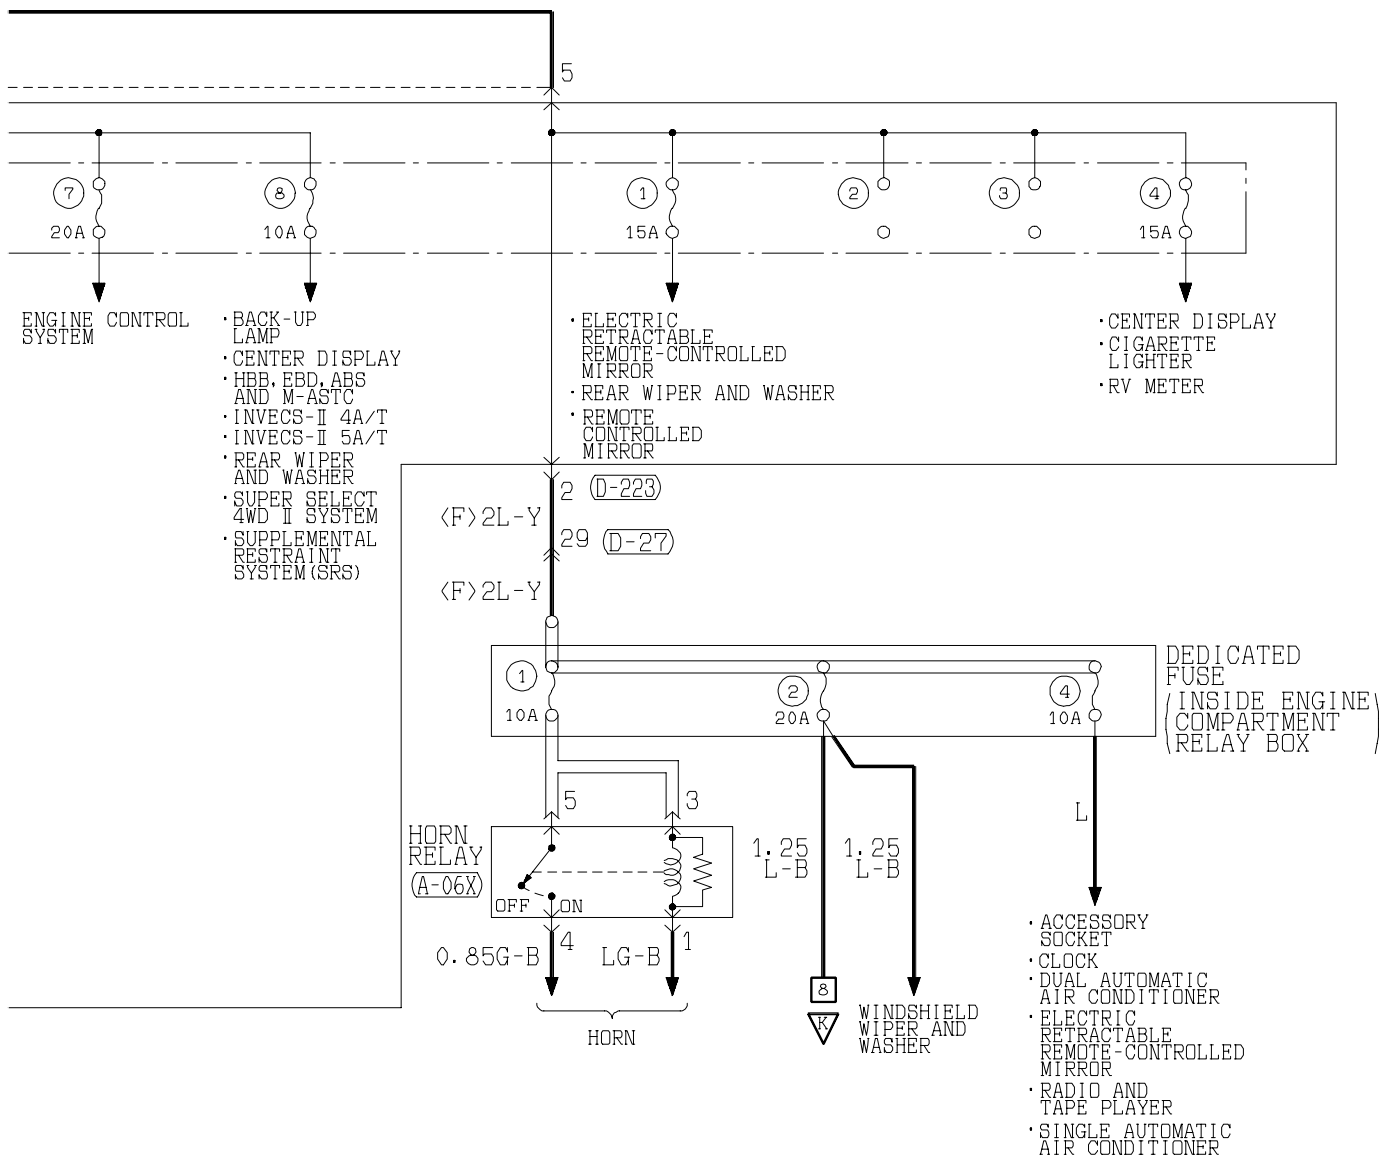 5
7
8
1
2
3
4
20A
10A
15A
15A
ENGINE CONTROL
SYSTEM
・BACK-UP
LAMP
・CENTER DISPLAY
・HBB, EBD, ABS
AND M-ASTC
・INVECS-Ⅱ 4A/T
・INVECS-Ⅱ 5A/T
・REAR WIPER
AND WASHER
・SUPER SELECT
4WD Ⅱ SYSTEM
・SUPPLEMENTAL
RESTRAINT
SYSTEM(SRS)
・ELECTRIC
RETRACTABLE
REMOTE-CONTROLLED
MIRROR
・REAR WIPER AND WASHER
・REMOTE
CONTROLLED
MIRROR
・CENTER DISPLAY
・CIGARETTE
LIGHTER
・RV METER
2 (D-223)
〈F〉2L-Y
29 (D-27)
〈F〉2L-Y
DEDICATED
FUSE
(INSIDE ENGINE
COMPARTMENT
RELAY BOX)
1
2
4
10A
20A
10A
5
3
HORN
RELAY
(A-06X)
OFF
ON
4
1
0.85G-B
LG-B
HORN
1.25
L-B
1.25
L-B
L
8
K
WINDSHIELD
WIPER AND
WASHER
・ACCESSORY
SOCKET
・CLOCK
・DUAL AUTOMATIC
AIR CONDITIONER
・ELECTRIC
RETRACTABLE
REMOTE-CONTROLLED
MIRROR
・RADIO AND
TAPE PLAYER
・SINGLE AUTOMATIC
AIR CONDITIONER